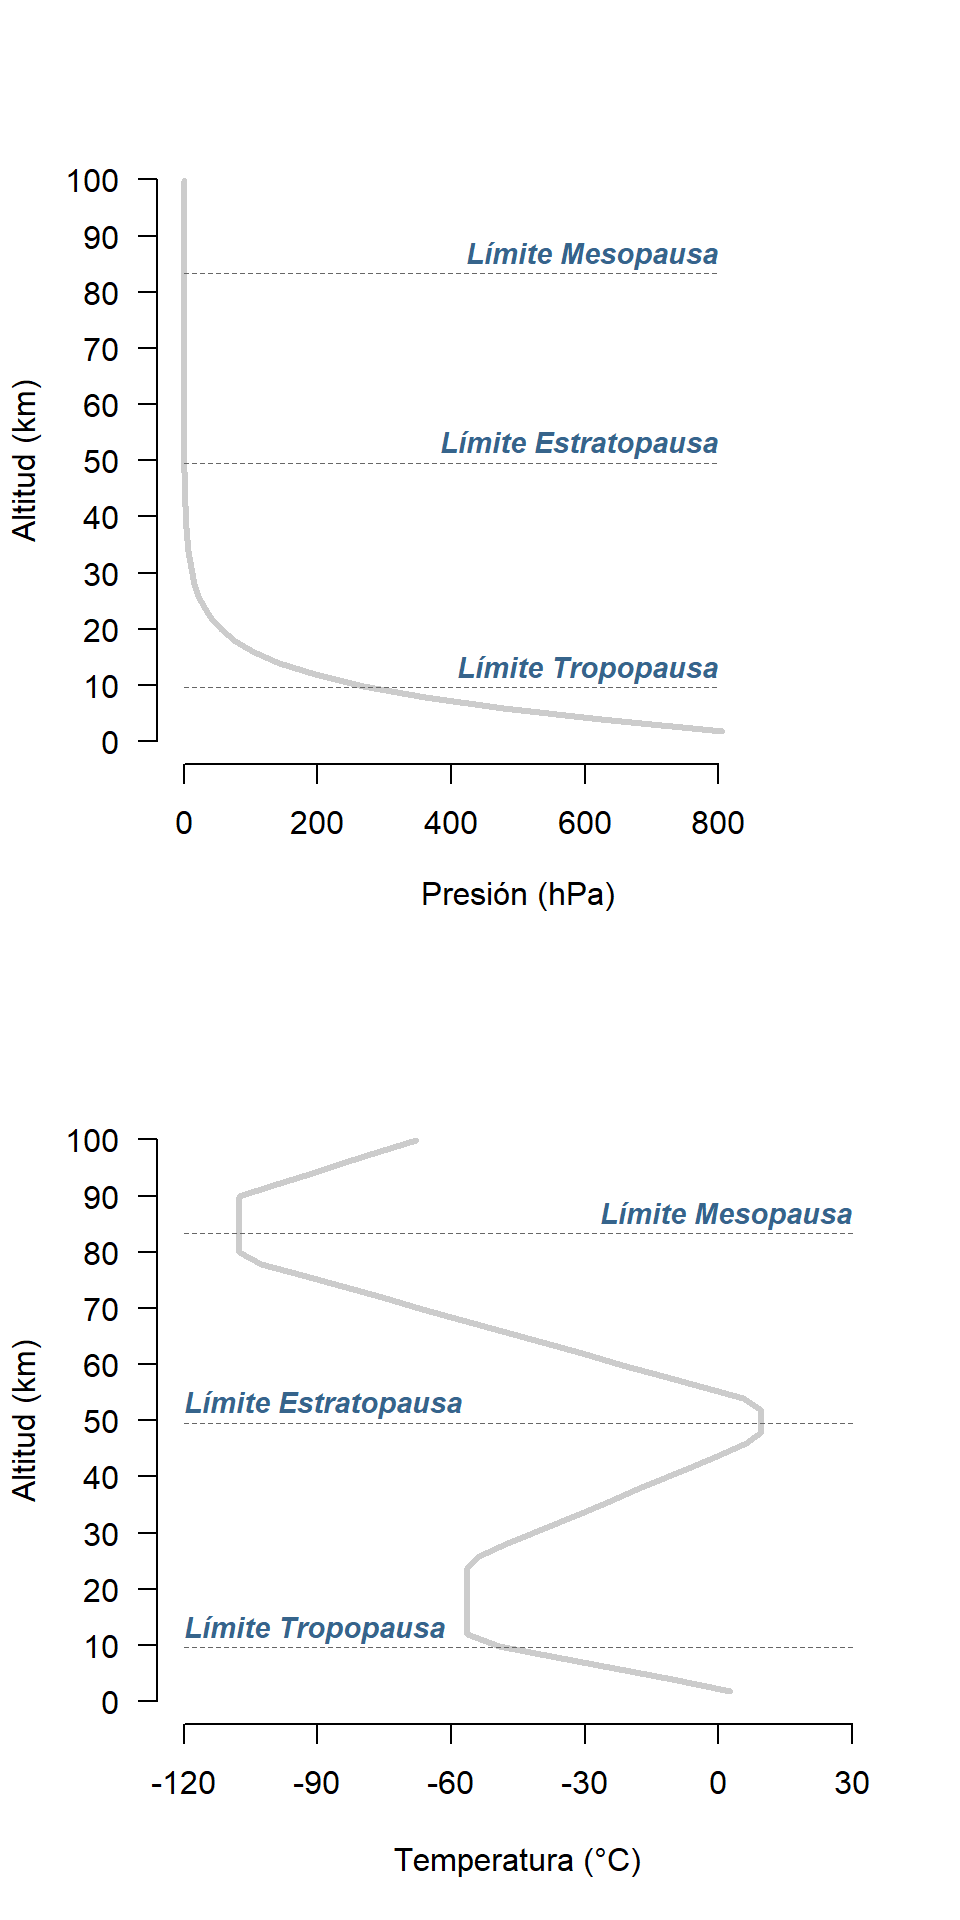 100
90
Límite Mesopausa
80
70
60
Límite Estratopausa
50
40
30
20
Límite Tropopausa
10
0
Altitud (km)
0 200 400 600 800
Presión (hPa)
100
90
Límite Mesopausa
80
70
60
Límite Estratopausa
50
40
30
20
Límite Tropopausa
10
0
Altitud (km)
-120 -90 -60 -30 0 30
Temperatura (°C)